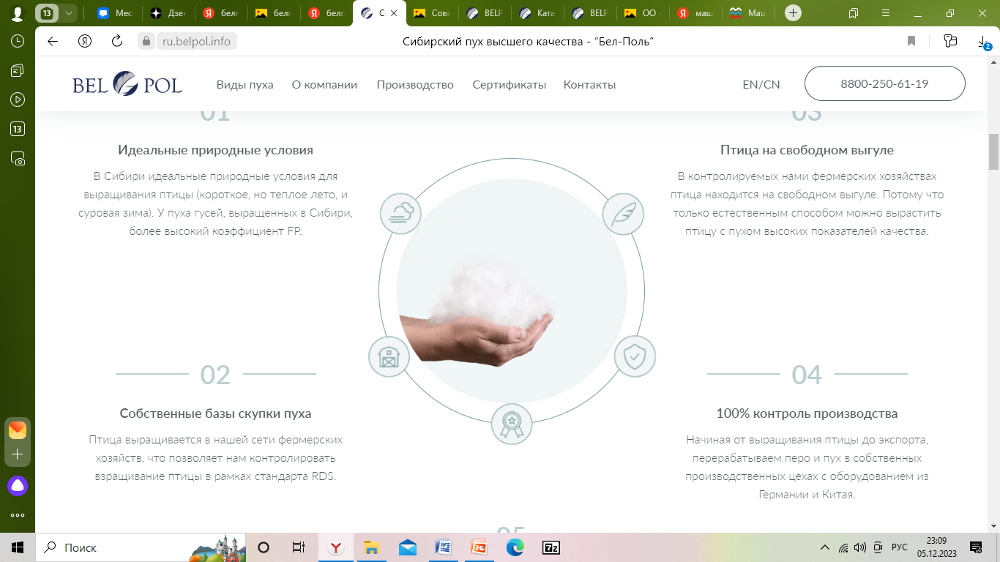 13
Мес
Дзе
белг
белг
белг
С
Сов
BELP
Ката
BELP
ОО
маш
Маш
Я
ru.belpol.info
Сибирский пух высшего качества - “Бел-Поль”
2
13
BEL POL
Виды пуха
О компании
Производство
Сертификаты
Контакты
EN/CN
8800-250-61-19
01
Идеальные природные условия
В Сибири идеальные природные условия для
выращивания птицы (короткое, но теплое лето, и
суровая зима). У пуха гусей, выращенных в Сибири,
более высокий коэффициент FP.
03
Птица на свободном выгуле
В контролируемых нами фермерских хозяйствах
птица находится на свободном выгуле. Потому что
только естественным способом можно вырастить
птицу с пухом высоких показателей качества.
02
Собственные базы скупки пуха
Птица выращивается в нашей сети фермерских
хозяйств, что позволяет нам контролировать
взращивание птицы в рамках стандарта RDS.
04
100% контроль производства
Начиная от выращивания птицы до экспорта,
перерабатываем перо и пух в собственных
производственных цехах с оборудованием из
Германии и Китая.
05
Поиск
7z
РУС
23:09
05.12.2023